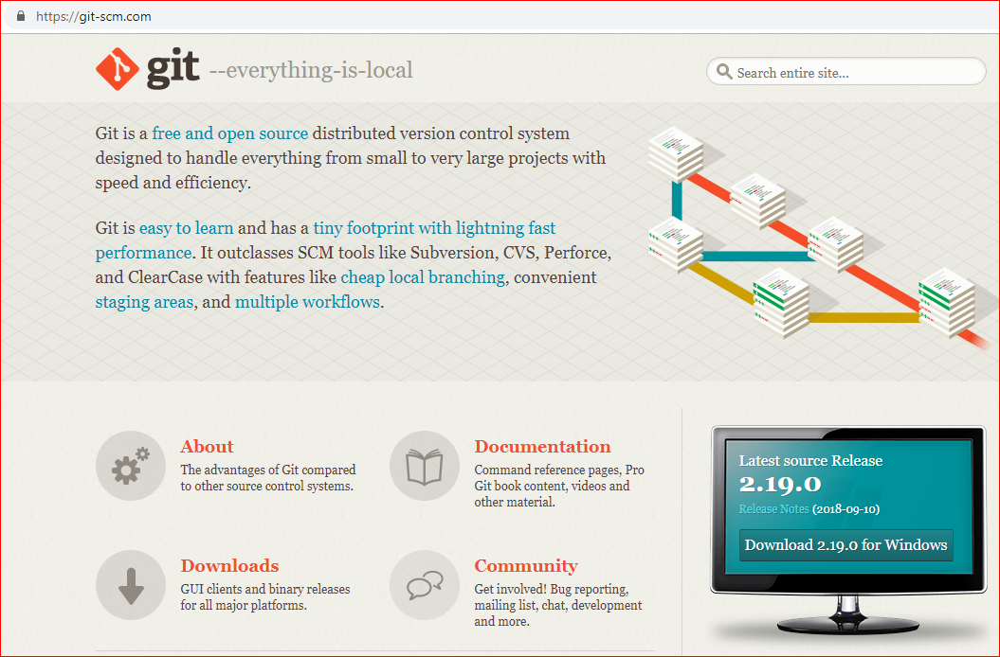 https://git-scm.com
git --everything-is-local
Search entire site...
Git is a free and open source distributed version control system
designed to handle everything from small to very large projects with
speed and efficiency.
Git is easy to learn and has a tiny footprint with lightning fast
performance. It outclasses SCM tools like Subversion, CVS, Perforce,
and ClearCase with features like cheap local branching, convenient
staging areas, and multiple workflows.
About
The advantages of Git compared
to other source control systems.
Documentation
Command reference pages, Pro
Git book content, videos and
other material.
Downloads
GUI clients and binary releases
for all major platforms.
Community
Get involved! Bug reporting,
mailing list, chat, development
and more.
Latest source Release
2.19.0
Release Notes (2018-09-10)
Download 2.19.0 for Windows